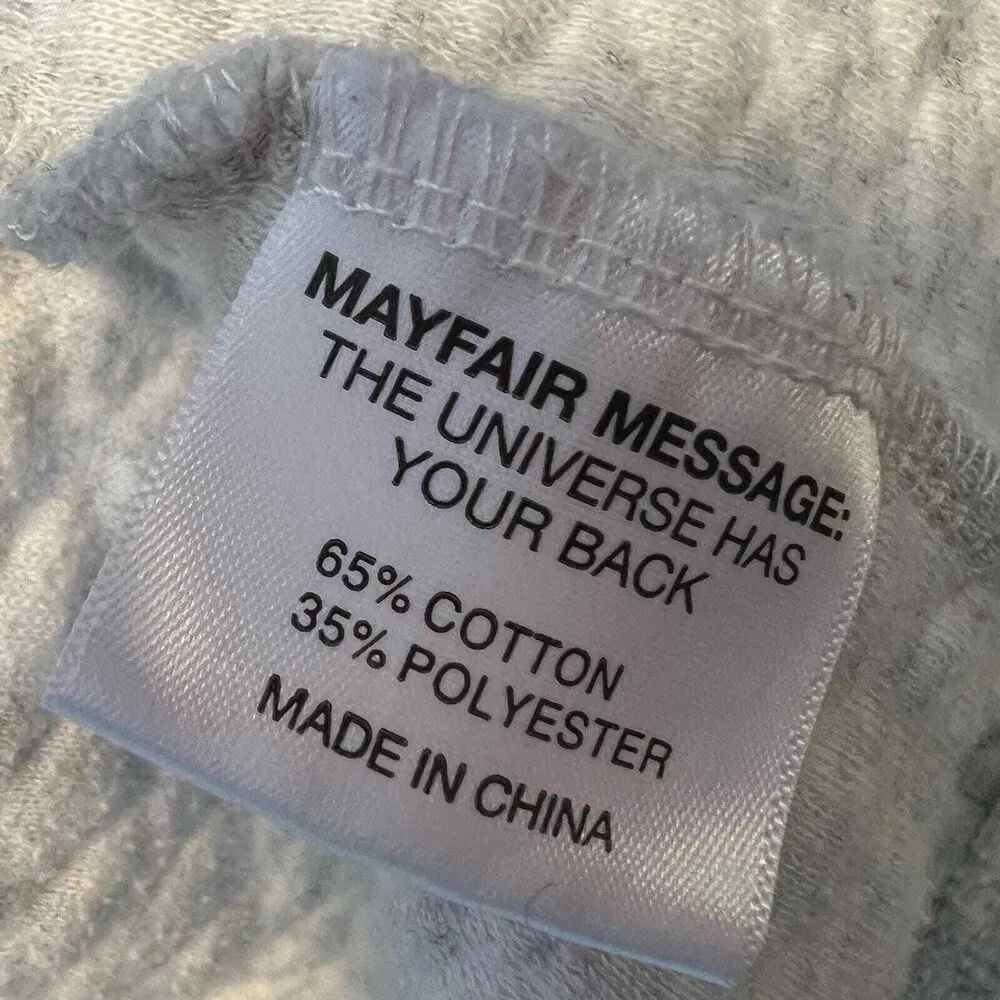 MAYFAIR MESSAGE:
THE UNIVERSE HAS
YOUR BACK
65% COTTON
35% POLYESTER
MADE IN CHINA